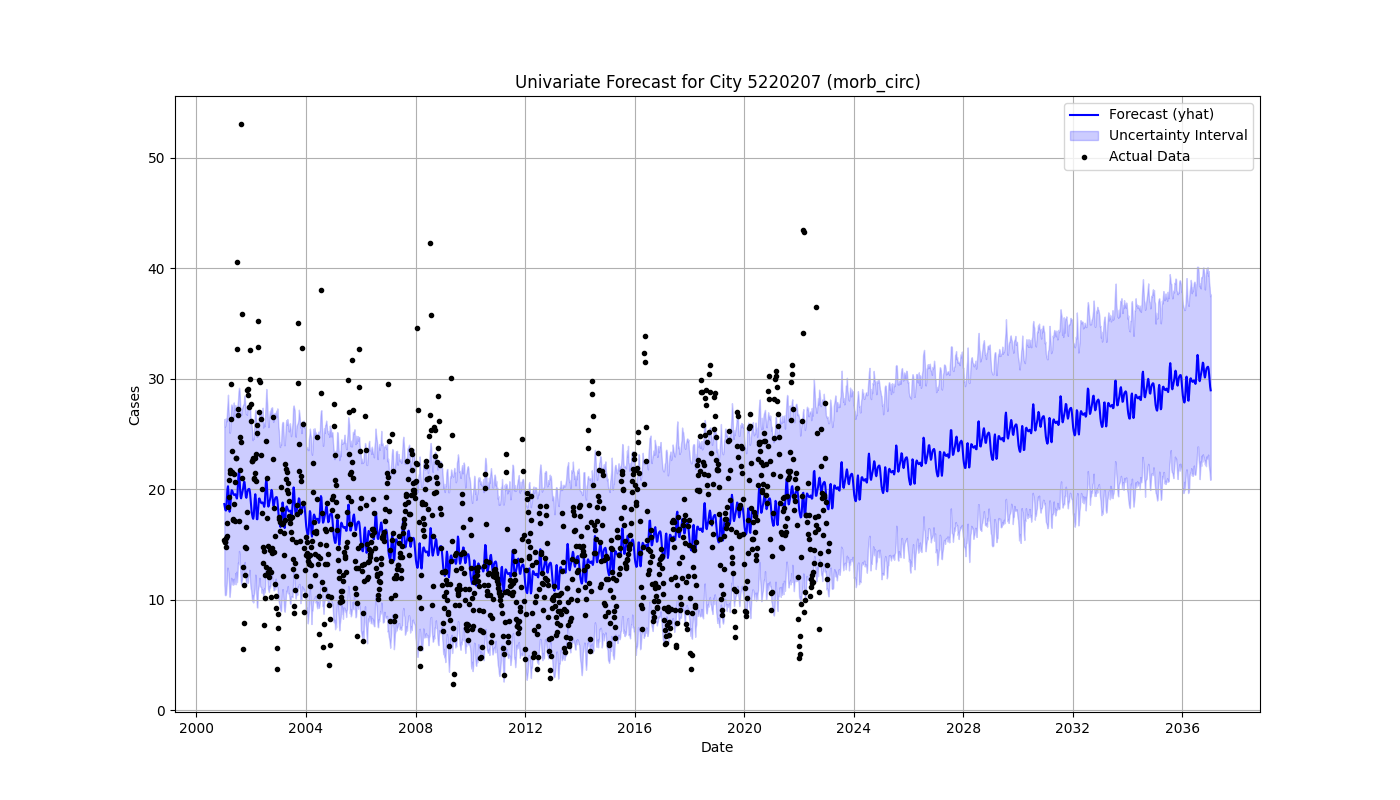 Univariate Forecast for City 5220207 (morb_circ)
Forecast (yhat)
Uncertainty Interval
Actual Data
Cases
50
40
30
20
10
0
2000 2004 2008 2012 2016 2020 2024 2028 2032 2036
Date